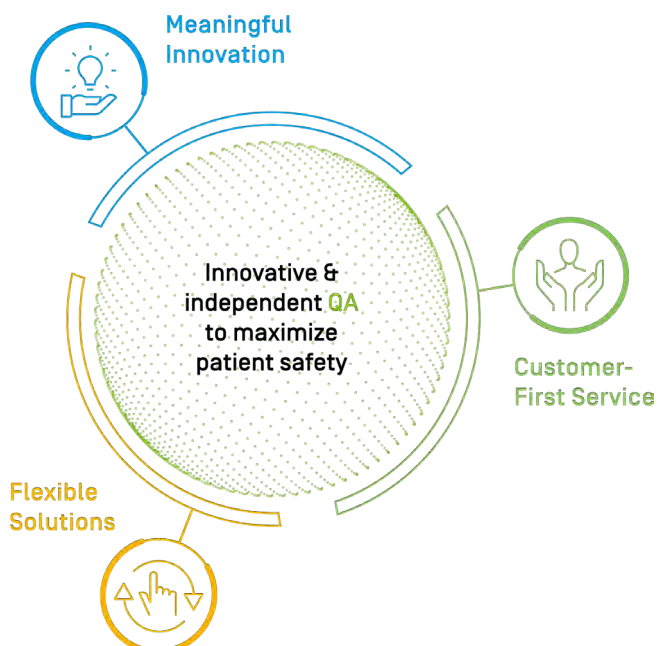 Meaningful
Innovation
Innovative &
independent QA
to maximize
patient safety
Customer-
First Service
Flexible
Solutions